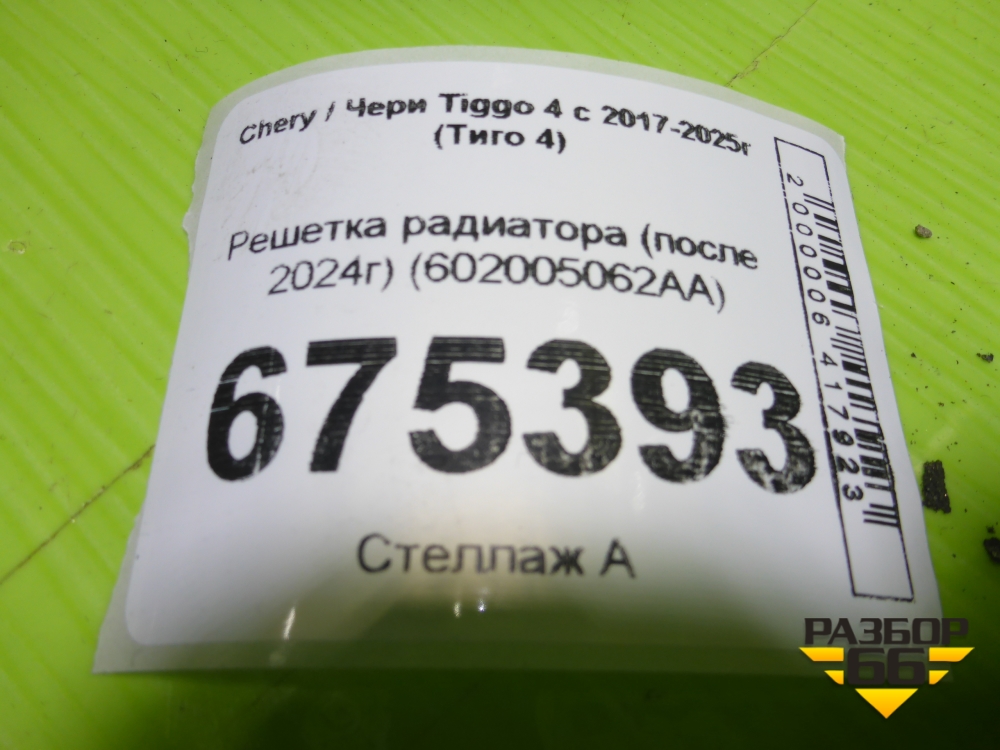 Chery / Чери Tiggo 4 с 2017-2025г
(Тиго 4)
Решетка радиатора (после
2024г) (602005062AA)
675393
Стеллаж А
2000006417923
РАЗБОР
66